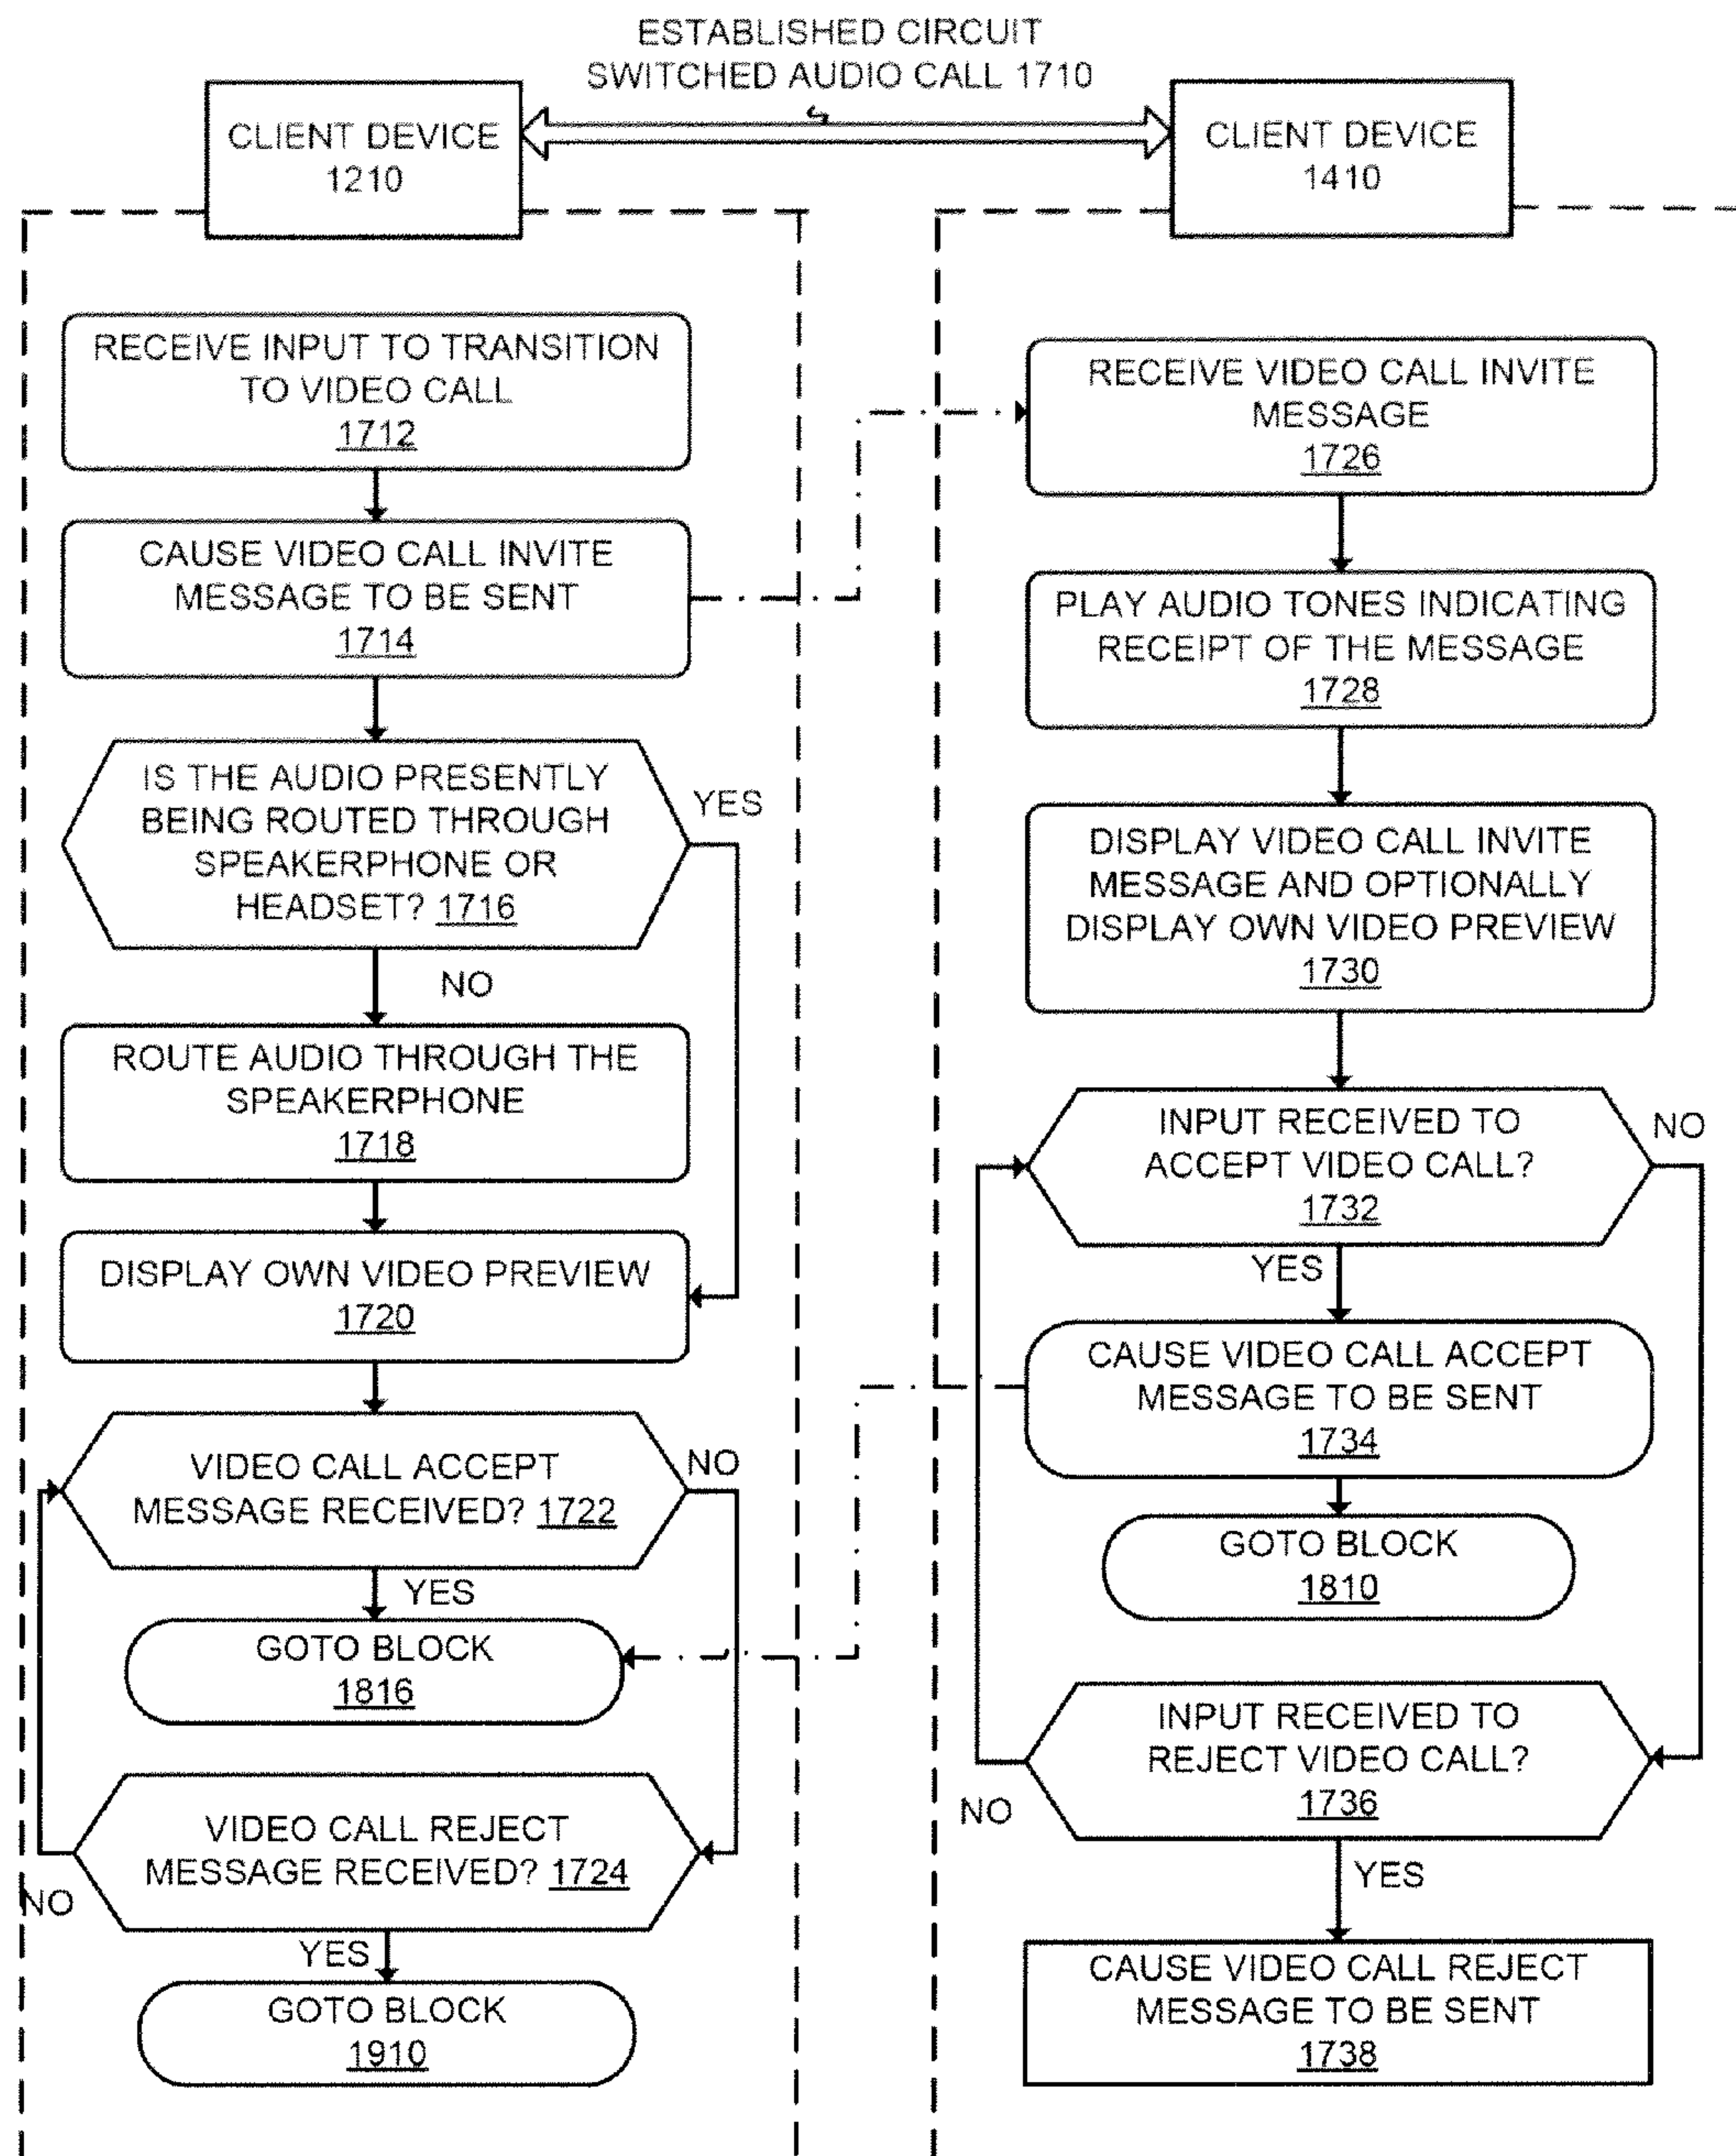 ESTABLISHED CIRCUIT
SWITCHED AUDIO CALL 1710
CLIENT DEVICE
1210
CLIENT DEVICE
1410
RECEIVE INPUT TO TRANSITION
TO VIDEO CALL
1712
CAUSE VIDEO CALL INVITE
MESSAGE TO BE SENT
1714
IS THE AUDIO PRESENTLY
BEING ROUTED THROUGH
SPEAKERPHONE OR
HEADSET? 1716
YES
NO
ROUTE AUDIO THROUGH THE
SPEAKERPHONE
1718
DISPLAY OWN VIDEO PREVIEW
1720
VIDEO CALL ACCEPT
MESSAGE RECEIVED? 1722
NO
YES
GOTO BLOCK
1816
VIDEO CALL REJECT
MESSAGE RECEIVED? 1724
NO
YES
GOTO BLOCK
1910
RECEIVE VIDEO CALL INVITE
MESSAGE
1726
PLAY AUDIO TONES INDICATING
RECEIPT OF THE MESSAGE
1728
DISPLAY VIDEO CALL INVITE
MESSAGE AND OPTIONALLY
DISPLAY OWN VIDEO PREVIEW
1730
INPUT RECEIVED TO
ACCEPT VIDEO CALL?
1732
NO
YES
CAUSE VIDEO CALL ACCEPT
MESSAGE TO BE SENT
1734
GOTO BLOCK
1810
INPUT RECEIVED TO
REJECT VIDEO CALL?
1736
NO
YES
CAUSE VIDEO CALL REJECT
MESSAGE TO BE SENT
1738